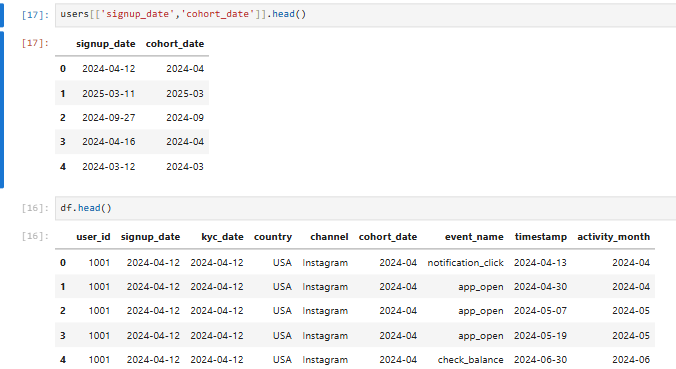 [17]: users[['signup_date','cohort_date']].head()
[17]: signup_date cohort_date
0 2024-04-12 2024-04
1 2025-03-11 2025-03
2 2024-09-27 2024-09
3 2024-04-16 2024-04
4 2024-03-12 2024-03
[16]: df.head()
[16]: user_id signup_date kyc_date country channel cohort_date event_name timestamp activity_month
0 1001 2024-04-12 2024-04-12 USA Instagram 2024-04 notification_click 2024-04-13 2024-04
1 1001 2024-04-12 2024-04-12 USA Instagram 2024-04 app_open 2024-04-30 2024-04
2 1001 2024-04-12 2024-04-12 USA Instagram 2024-04 app_open 2024-05-07 2024-05
3 1001 2024-04-12 2024-04-12 USA Instagram 2024-04 app_open 2024-05-19 2024-05
4 1001 2024-04-12 2024-04-12 USA Instagram 2024-04 check_balance 2024-06-30 2024-06